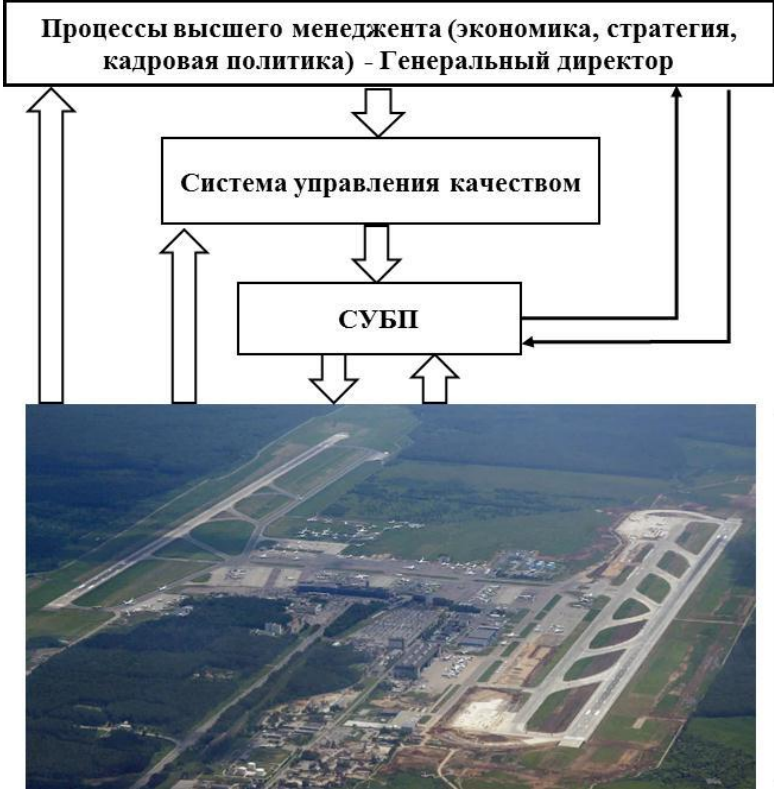 Процессы высшего менеджента (экономика, стратегия,
кадровая политика) - Генеральный директор
Система управления качеством
СУБП